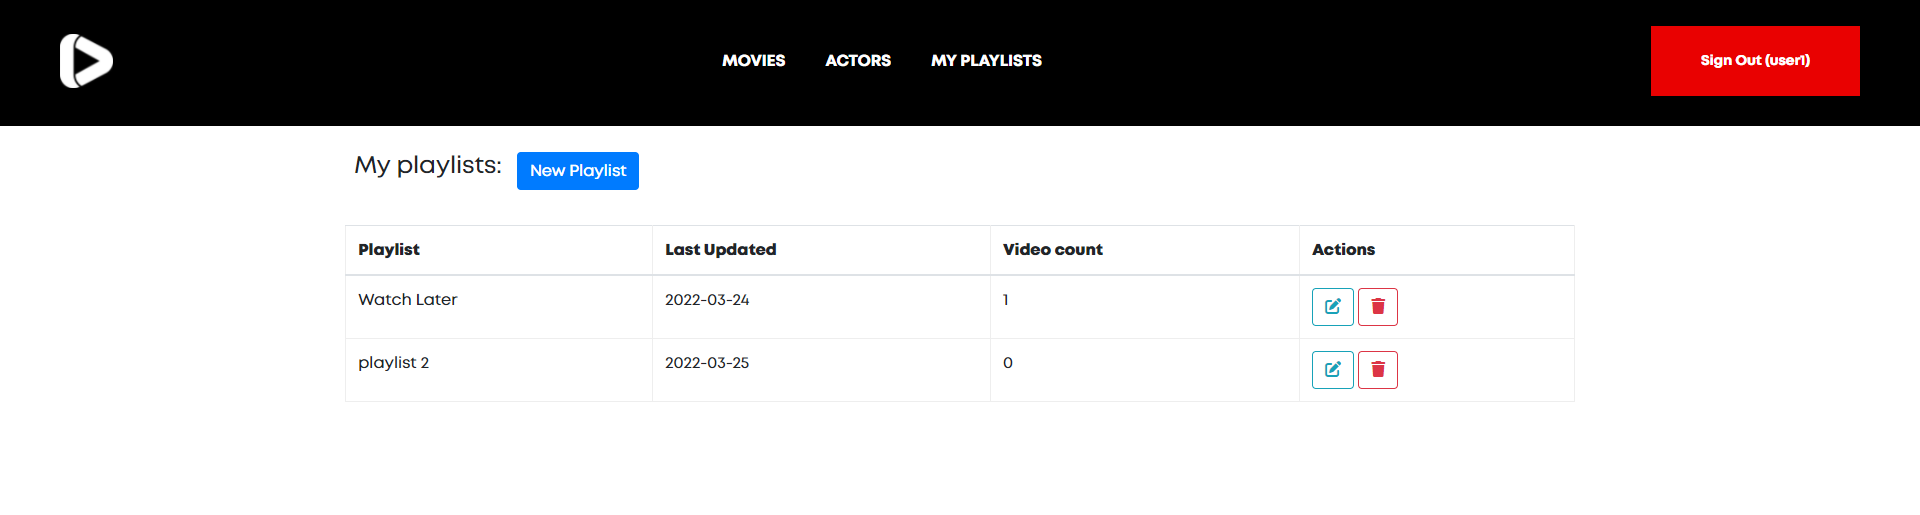 MOVIES ACTORS MY PLAYLISTS Sign Out (user1)
My playlists: New Playlist
Playlist Last Updated Video count Actions
Watch Later 2022-03-24 1
playlist 2 2022-03-25 0